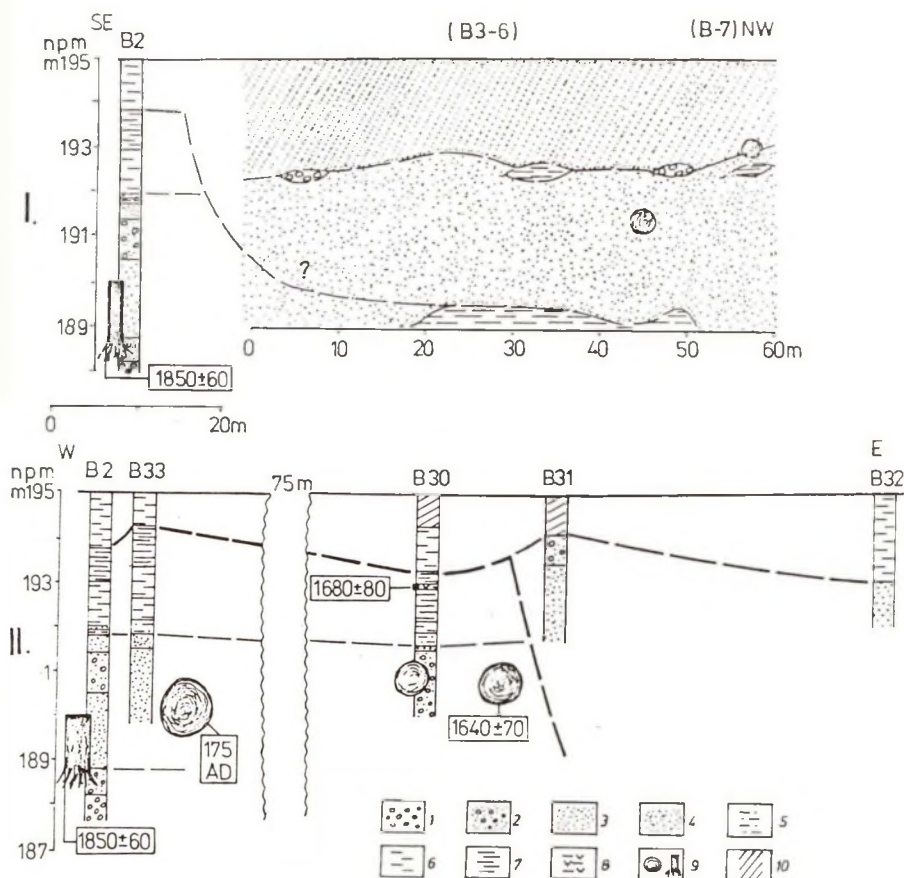 SE (B3-6) (B-7) NW
npm B2
m195
193
I.
191
?
189
0 10 20 30 40 50 60m
1850±60
0 20m
W E
npm B2 B33 75m B30 B31 B32
m195
193
1680±80
II.
1
1640±70
175
AD
189
1 2 3 4 5
1850±60
187
6 7 8 9 10